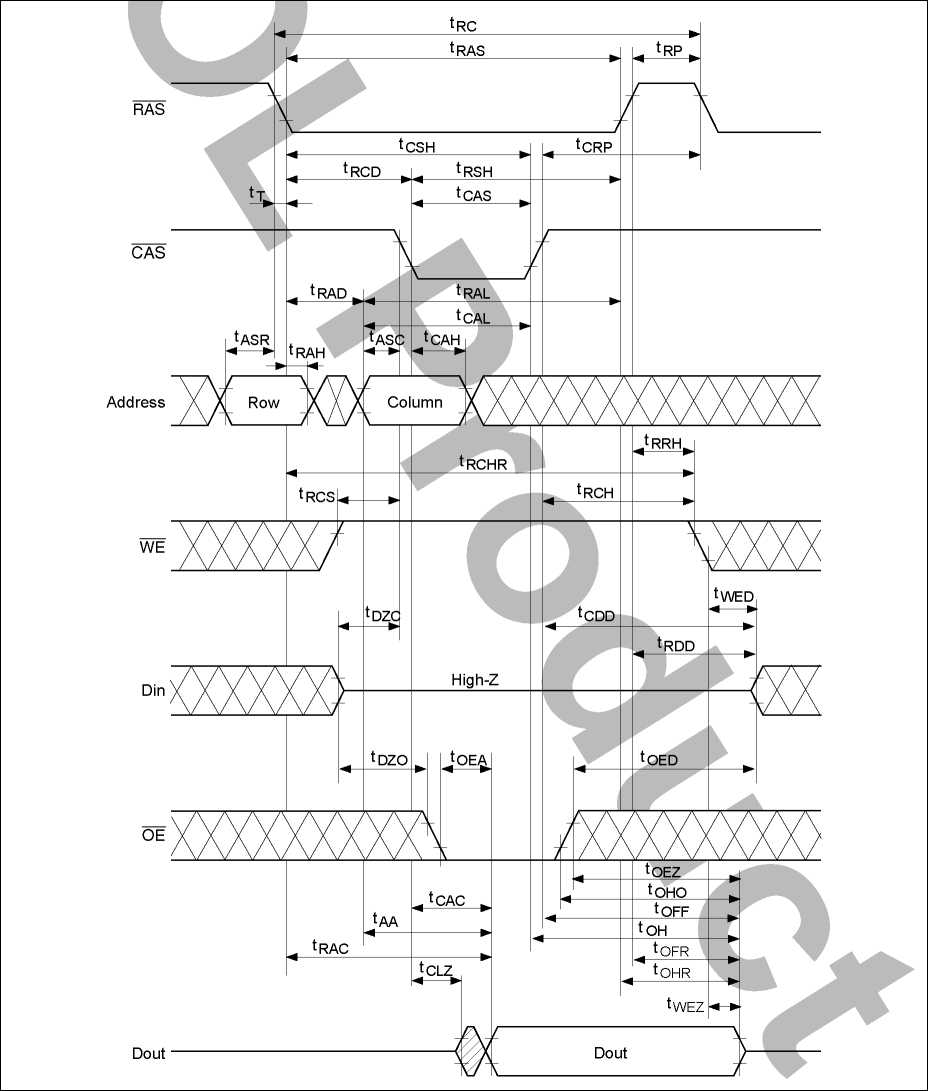 tRC
tRAS
tRP
RAS
tCSH
tCRP
tRCD
tRSH
tT
tCAS
CAS
tRAD
tRAL
tCAL
tASR
tASC
tCAH
tRAH
Address
Row
Column
tRRH
tRCHR
tRCS
tRCH
WE
tWED
tDZC
tCDD
tRDD
Din
High-Z
tDZO
tOEA
tOED
OE
tOEZ
tOHO
tCAC
tOFF
tAA
tOH
tRAC
tOFR
tCLZ
tOHR
tWEZ
Dout
Dout
OL Product